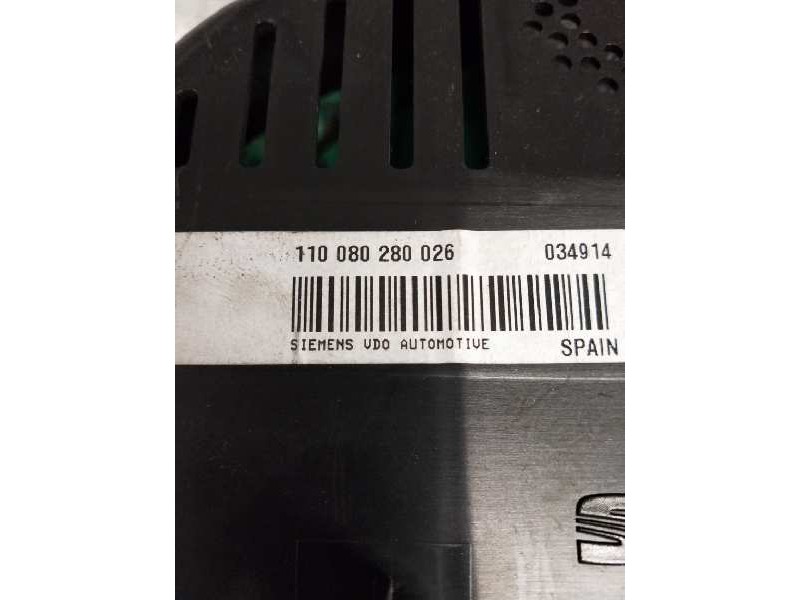 110 080 280 026 034914
SIEMENS VDO AUTOMOTIVE SPAIN